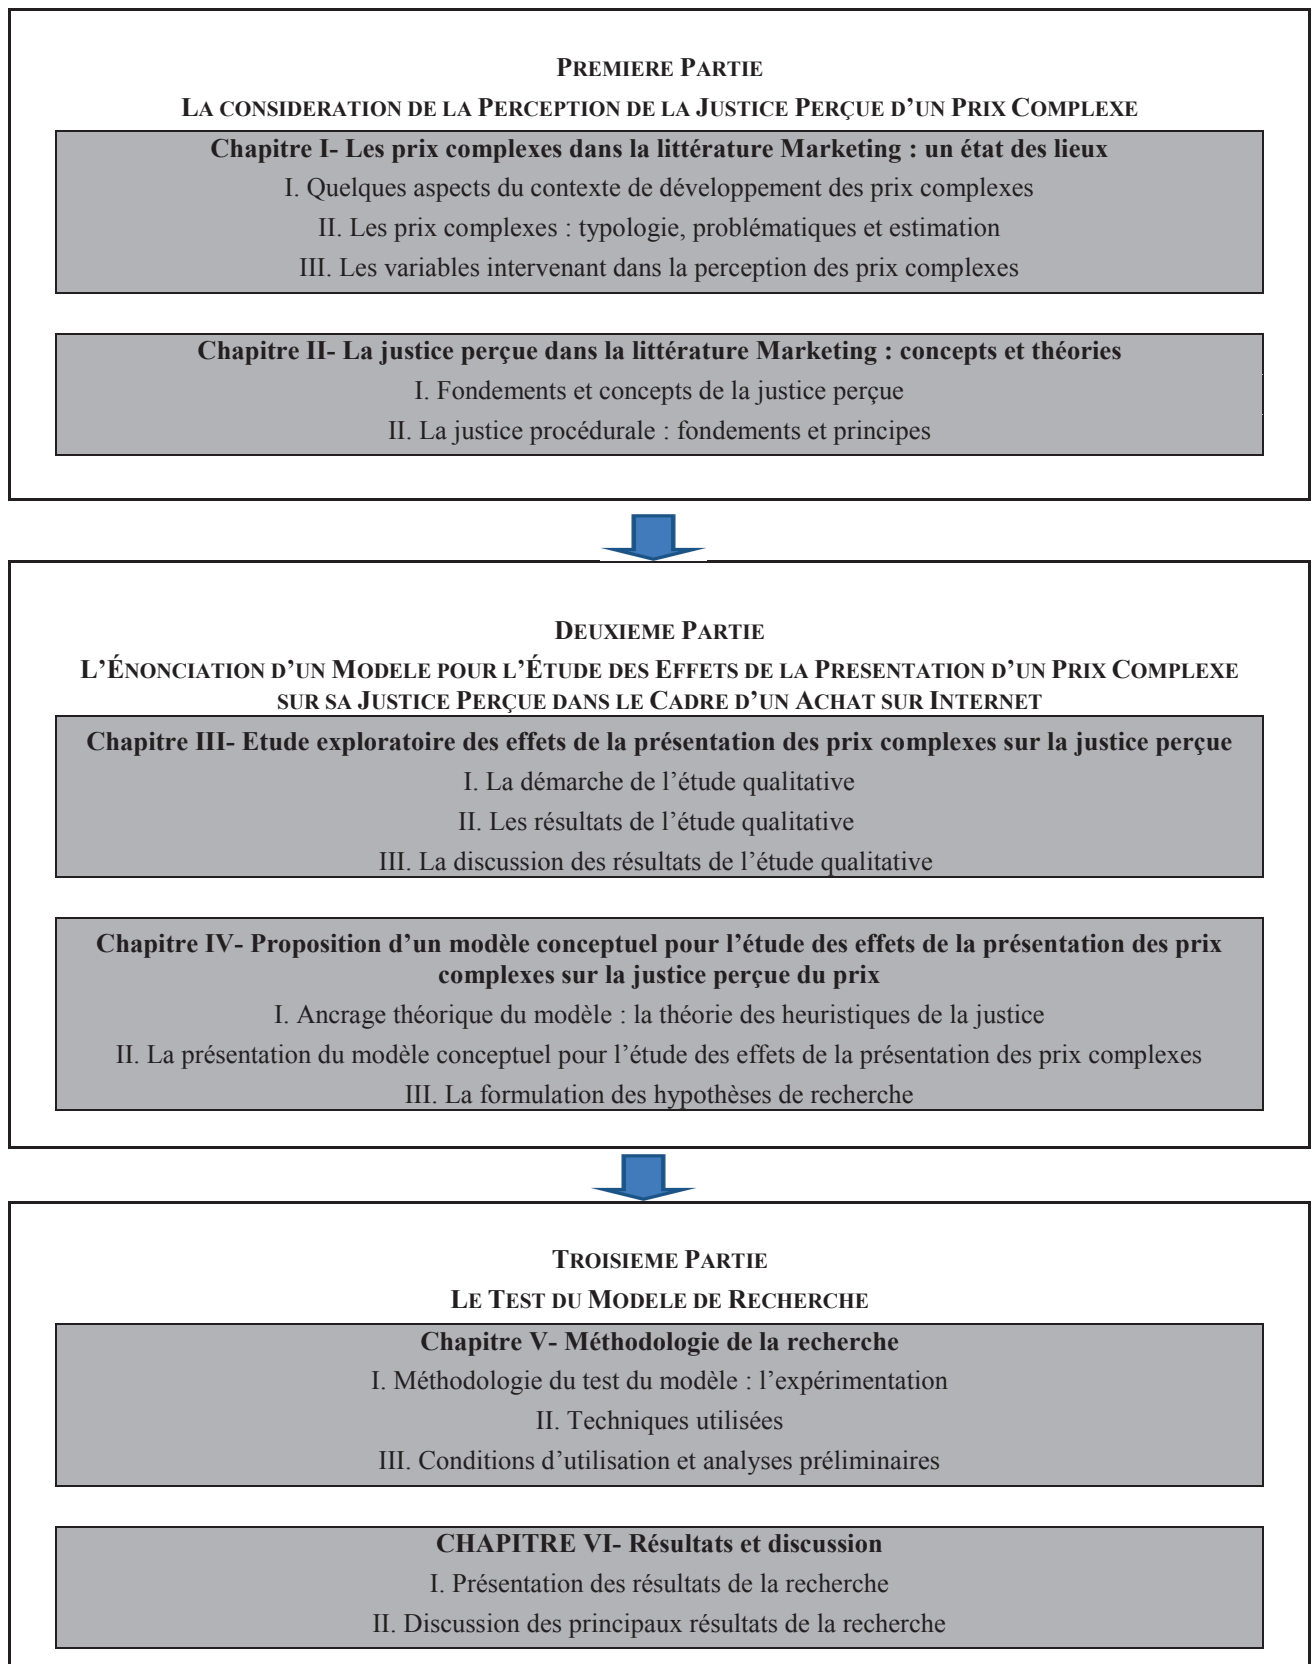 PREMIERE PARTIE
LA CONSIDERATION DE LA PERCEPTION DE LA JUSTICE PERÇUE D’UN PRIX COMPLEXE
Chapitre I- Les prix complexes dans la littérature Marketing : un état des lieux
I. Quelques aspects du contexte de développement des prix complexes
II. Les prix complexes : typologie, problématiques et estimation
III. Les variables intervenant dans la perception des prix complexes
Chapitre II- La justice perçue dans la littérature Marketing : concepts et théories
I. Fondements et concepts de la justice perçue
II. La justice procédurale : fondements et principes
DEUXIEME PARTIE
L’ÉNONCIATION D’UN MODELE POUR L’ÉTUDE DES EFFETS DE LA PRESENTATION D’UN PRIX COMPLEXE
SUR SA JUSTICE PERÇUE DANS LE CADRE D’UN ACHAT SUR INTERNET
Chapitre III- Etude exploratoire des effets de la présentation des prix complexes sur la justice perçue
I. La démarche de l’étude qualitative
II. Les résultats de l’étude qualitative
III. La discussion des résultats de l’étude qualitative
Chapitre IV- Proposition d’un modèle conceptuel pour l’étude des effets de la présentation des prix
complexes sur la justice perçue du prix
I. Ancrage théorique du modèle : la théorie des heuristiques de la justice
II. La présentation du modèle conceptuel pour l’étude des effets de la présentation des prix complexes
III. La formulation des hypothèses de recherche
TROISIEME PARTIE
LE TEST DU MODELE DE RECHERCHE
Chapitre V- Méthodologie de la recherche
I. Méthodologie du test du modèle : l’expérimentation
II. Techniques utilisées
III. Conditions d’utilisation et analyses préliminaires
CHAPITRE VI- Résultats et discussion
I. Présentation des résultats de la recherche
II. Discussion des principaux résultats de la recherche